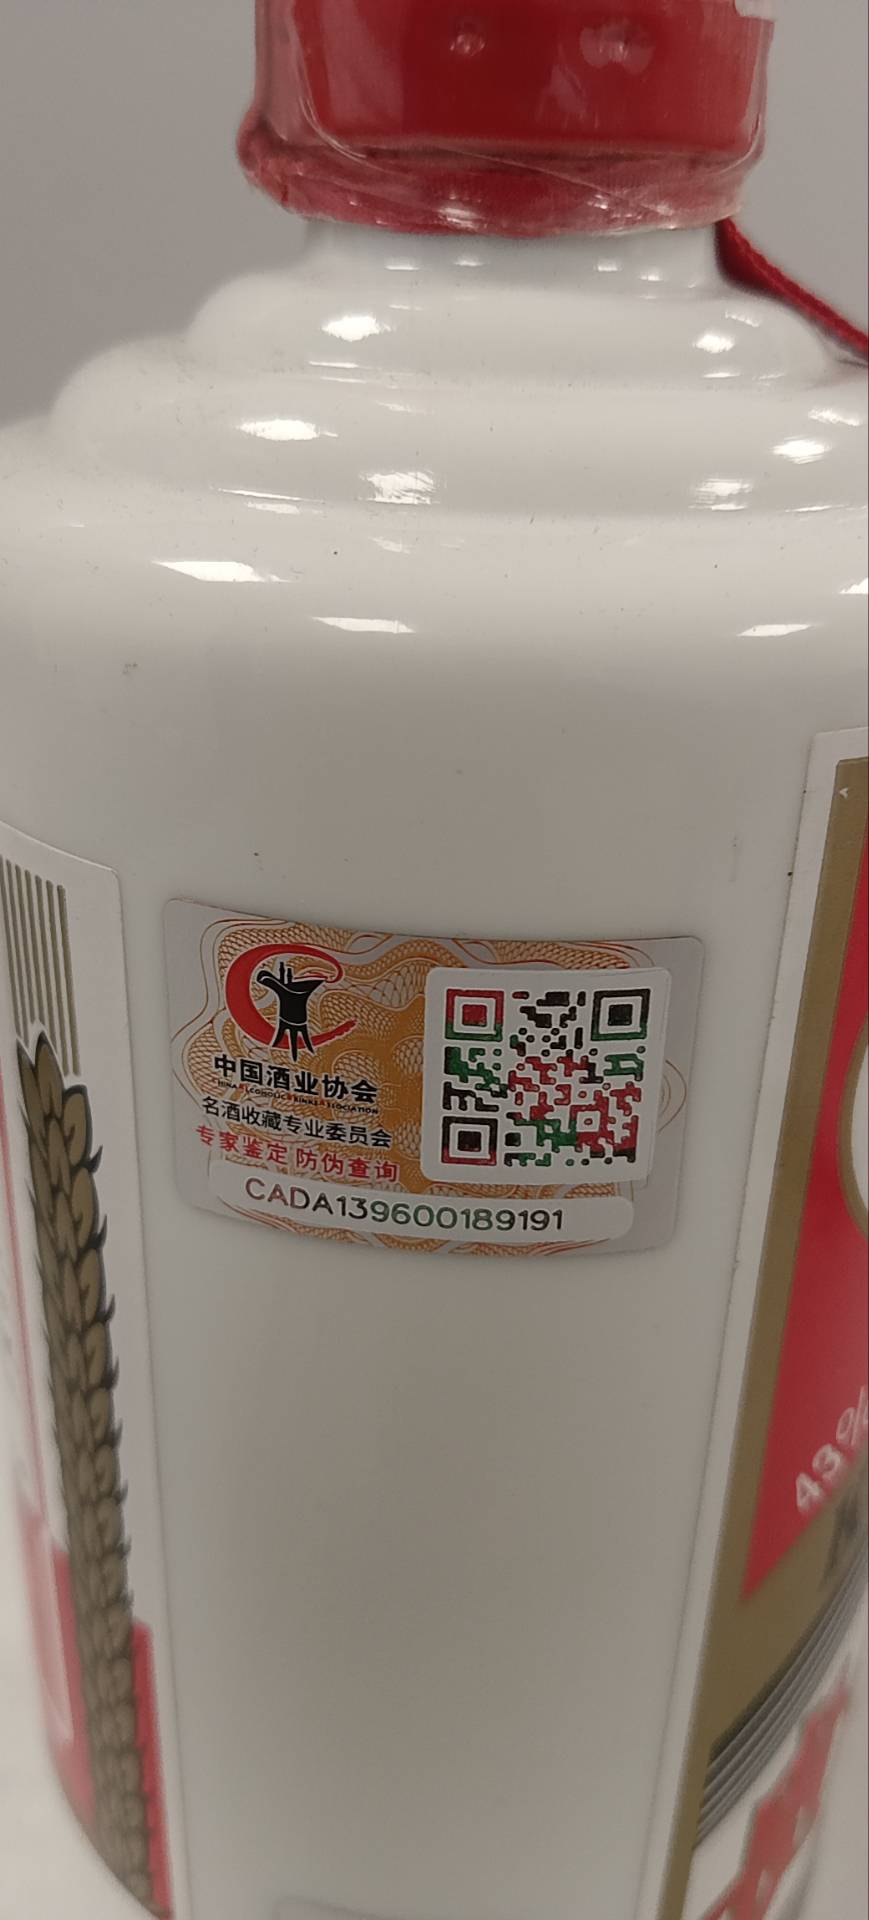 中国酒业协会
名酒收藏专业委员会
专家鉴定 防伪查询
CADA139600189191
43%